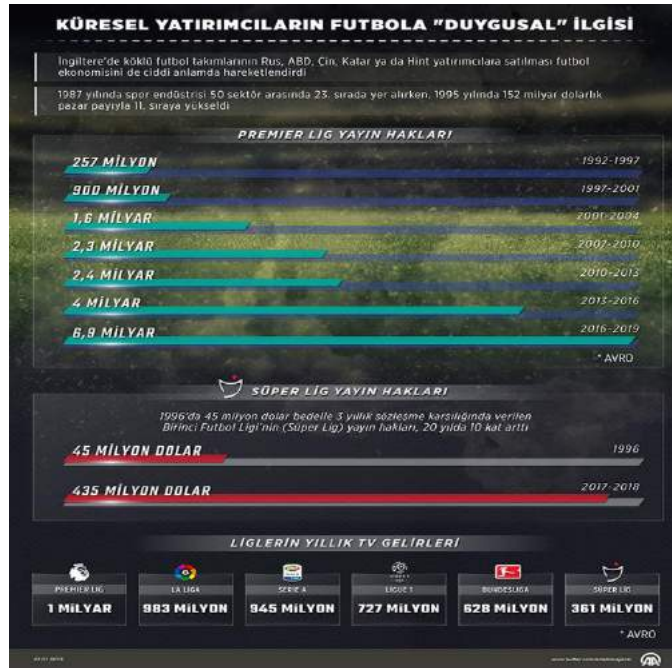 KÜRESEL YATIRIMCILARIN FUTBOLA "DUYGUSAL" İLGİSİ
İngiltere'de köklü futbol takımlarının Rus, ABD, Çin, Katar ya da Hint yatırımcılara satılması futbol
ekonomisini de ciddi anlamda hareketlendirdi
1987 yılında spor endüstrisi 50 sektör arasında 23. sırada yer alırken, 1995 yılında 152 milyar dolarlık
pazar payıyla 11. sıraya yükseldi
PREMIER LİG YAYIN HAKLARI
257 MİLYON 1992-1997
900 MİLYON 1997-2001
1,6 MİLYAR 2001-2004
2,3 MİLYAR 2007-2010
2,4 MİLYAR 2010-2013
4 MİLYAR 2013-2016
6,9 MİLYAR 2016-2019
* AVRO
SÜPER LİG YAYIN HAKLARI
1996'da 45 milyon dolar bedelle 3 yıllık sözleşme karşılığında verilen
Birinci Futbol Ligi'nin (Süper Lig) yayın hakları, 20 yılda 10 kat arttı
45 MİLYON DOLAR 1996
435 MİLYON DOLAR 2017-2018
LİGLERİN YILLIK TV GELİRLERİ
PREMIER LİG LA LIGA SERIE A LIGUE 1 BUNDESLIGA SÜPER LİG
1 MİLYAR 983 MİLYON 945 MİLYON 727 MİLYON 628 MİLYON 361 MİLYON
* AVRO
AA